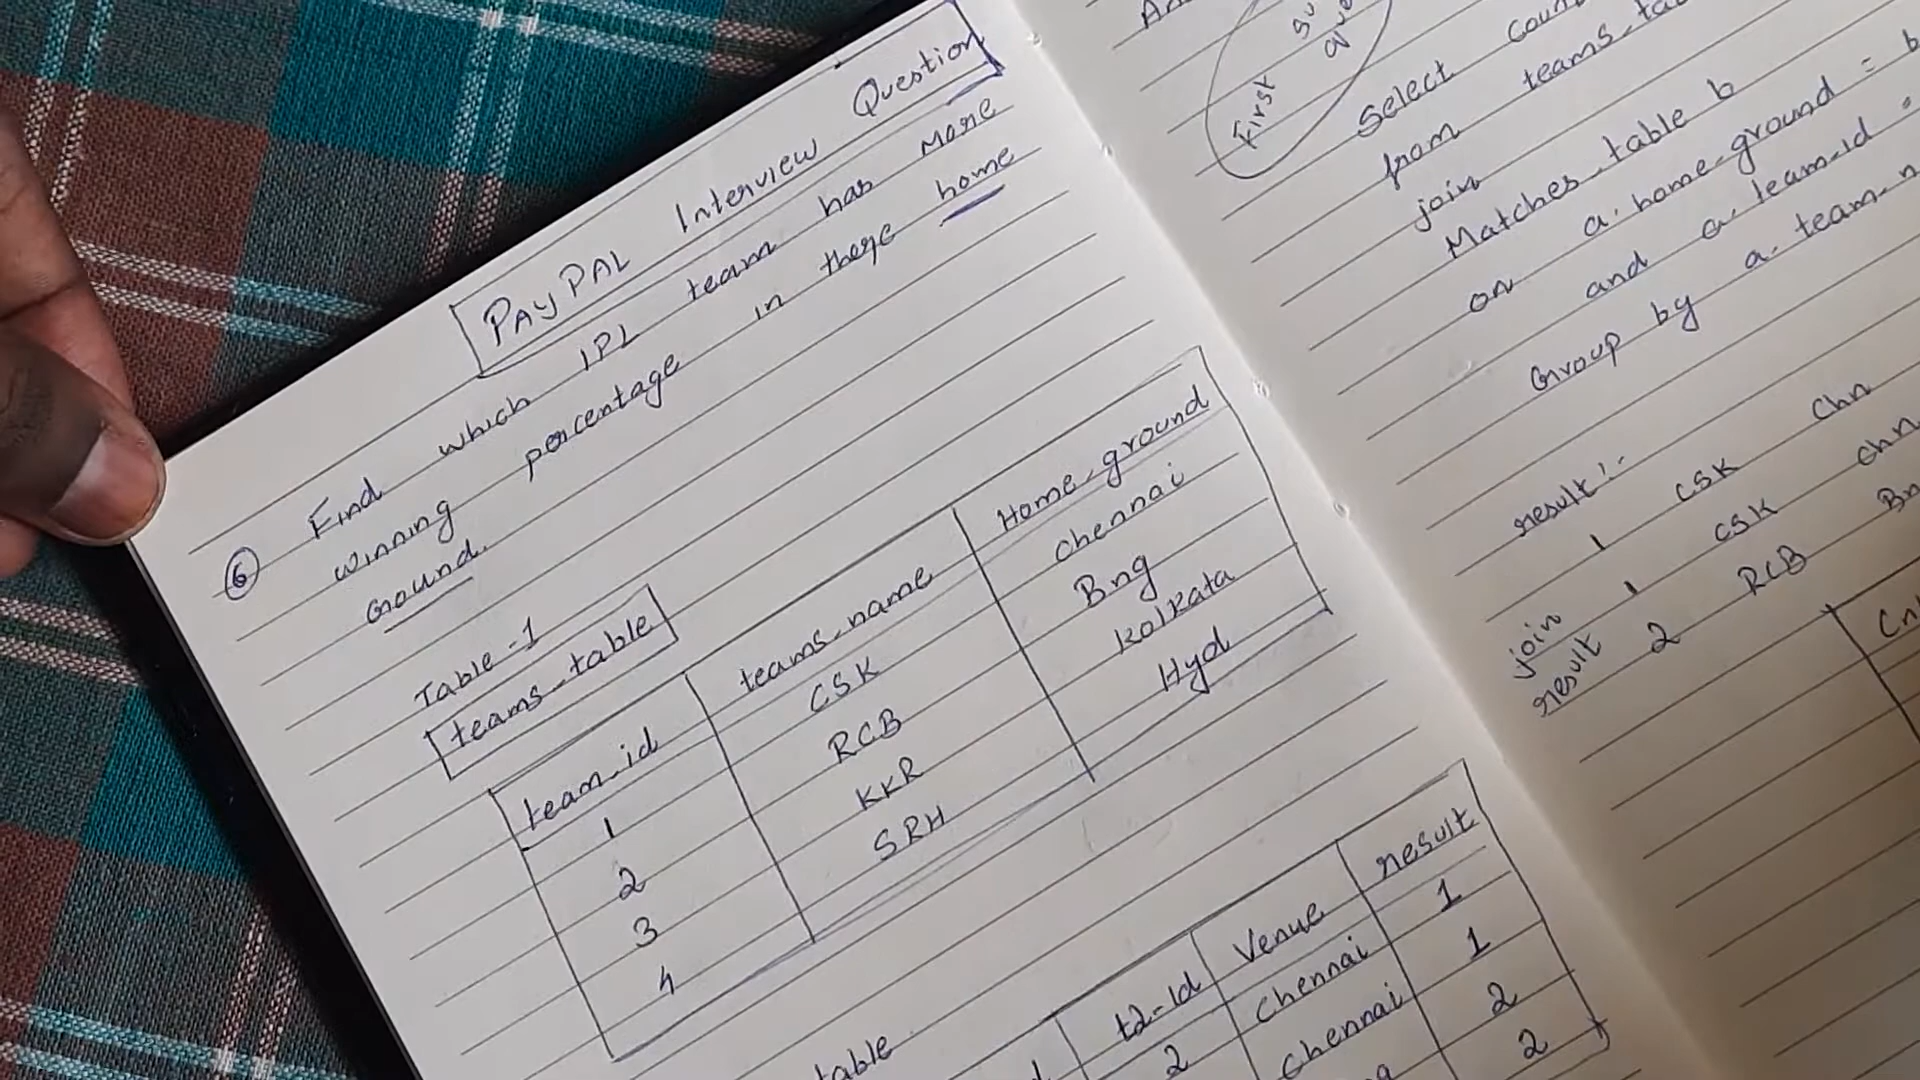 PAYPAL Interview Question
6 Find which IPL team has more
winning percentage in there home
Ground.
Table -1
teams_table
team_id teams_name Home_ground
1 CSK Chennai
2 RCB Bng
3 KKR Kolkata
4 SRH Hyd
table
t2-id Venue result
2 Chennai 1
Chennai 1
2
2
First
Select
from teams_
join Matches_table b
on a.home_ground = b
and a.team_id =
Group by a.team_n
result :-
1 CSK Chn
join 1 CSK Chn
result 2 RCB Bn